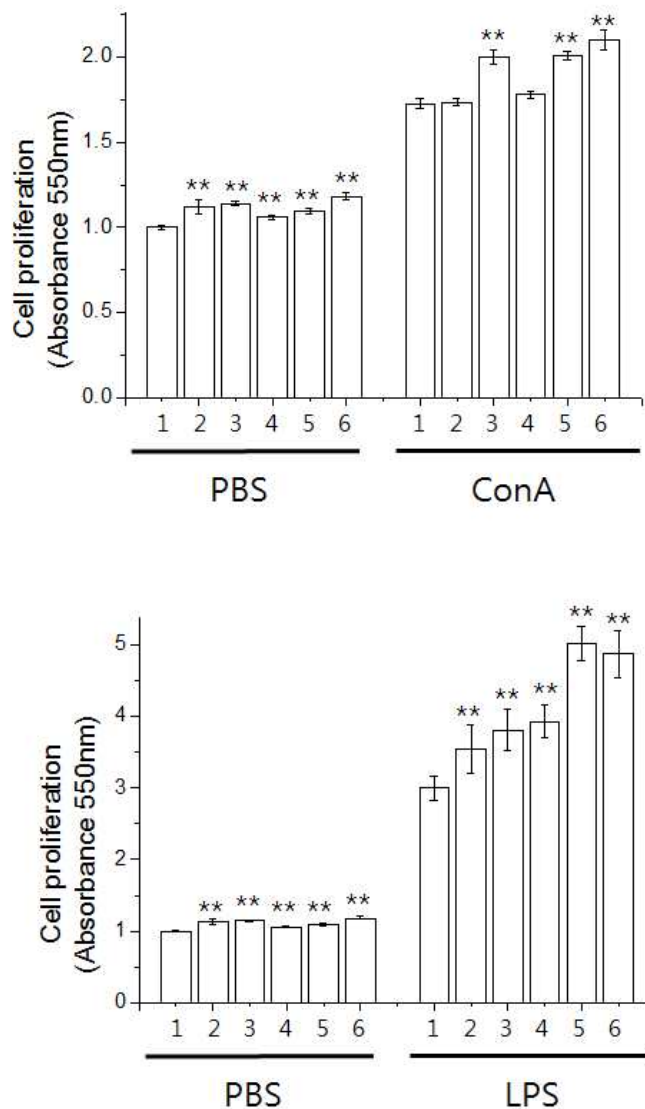 Cell proliferation
(Absorbance 550nm)
2.0
1.5
1.0
0.5
0.0
** ** ** ** **
** ** **
1 2 3 4 5 6 1 2 3 4 5 6
PBS ConA
Cell proliferation
(Absorbance 550nm)
5
4
3
2
1
0
** ** ** ** **
** ** ** ** **
1 2 3 4 5 6 1 2 3 4 5 6
PBS LPS